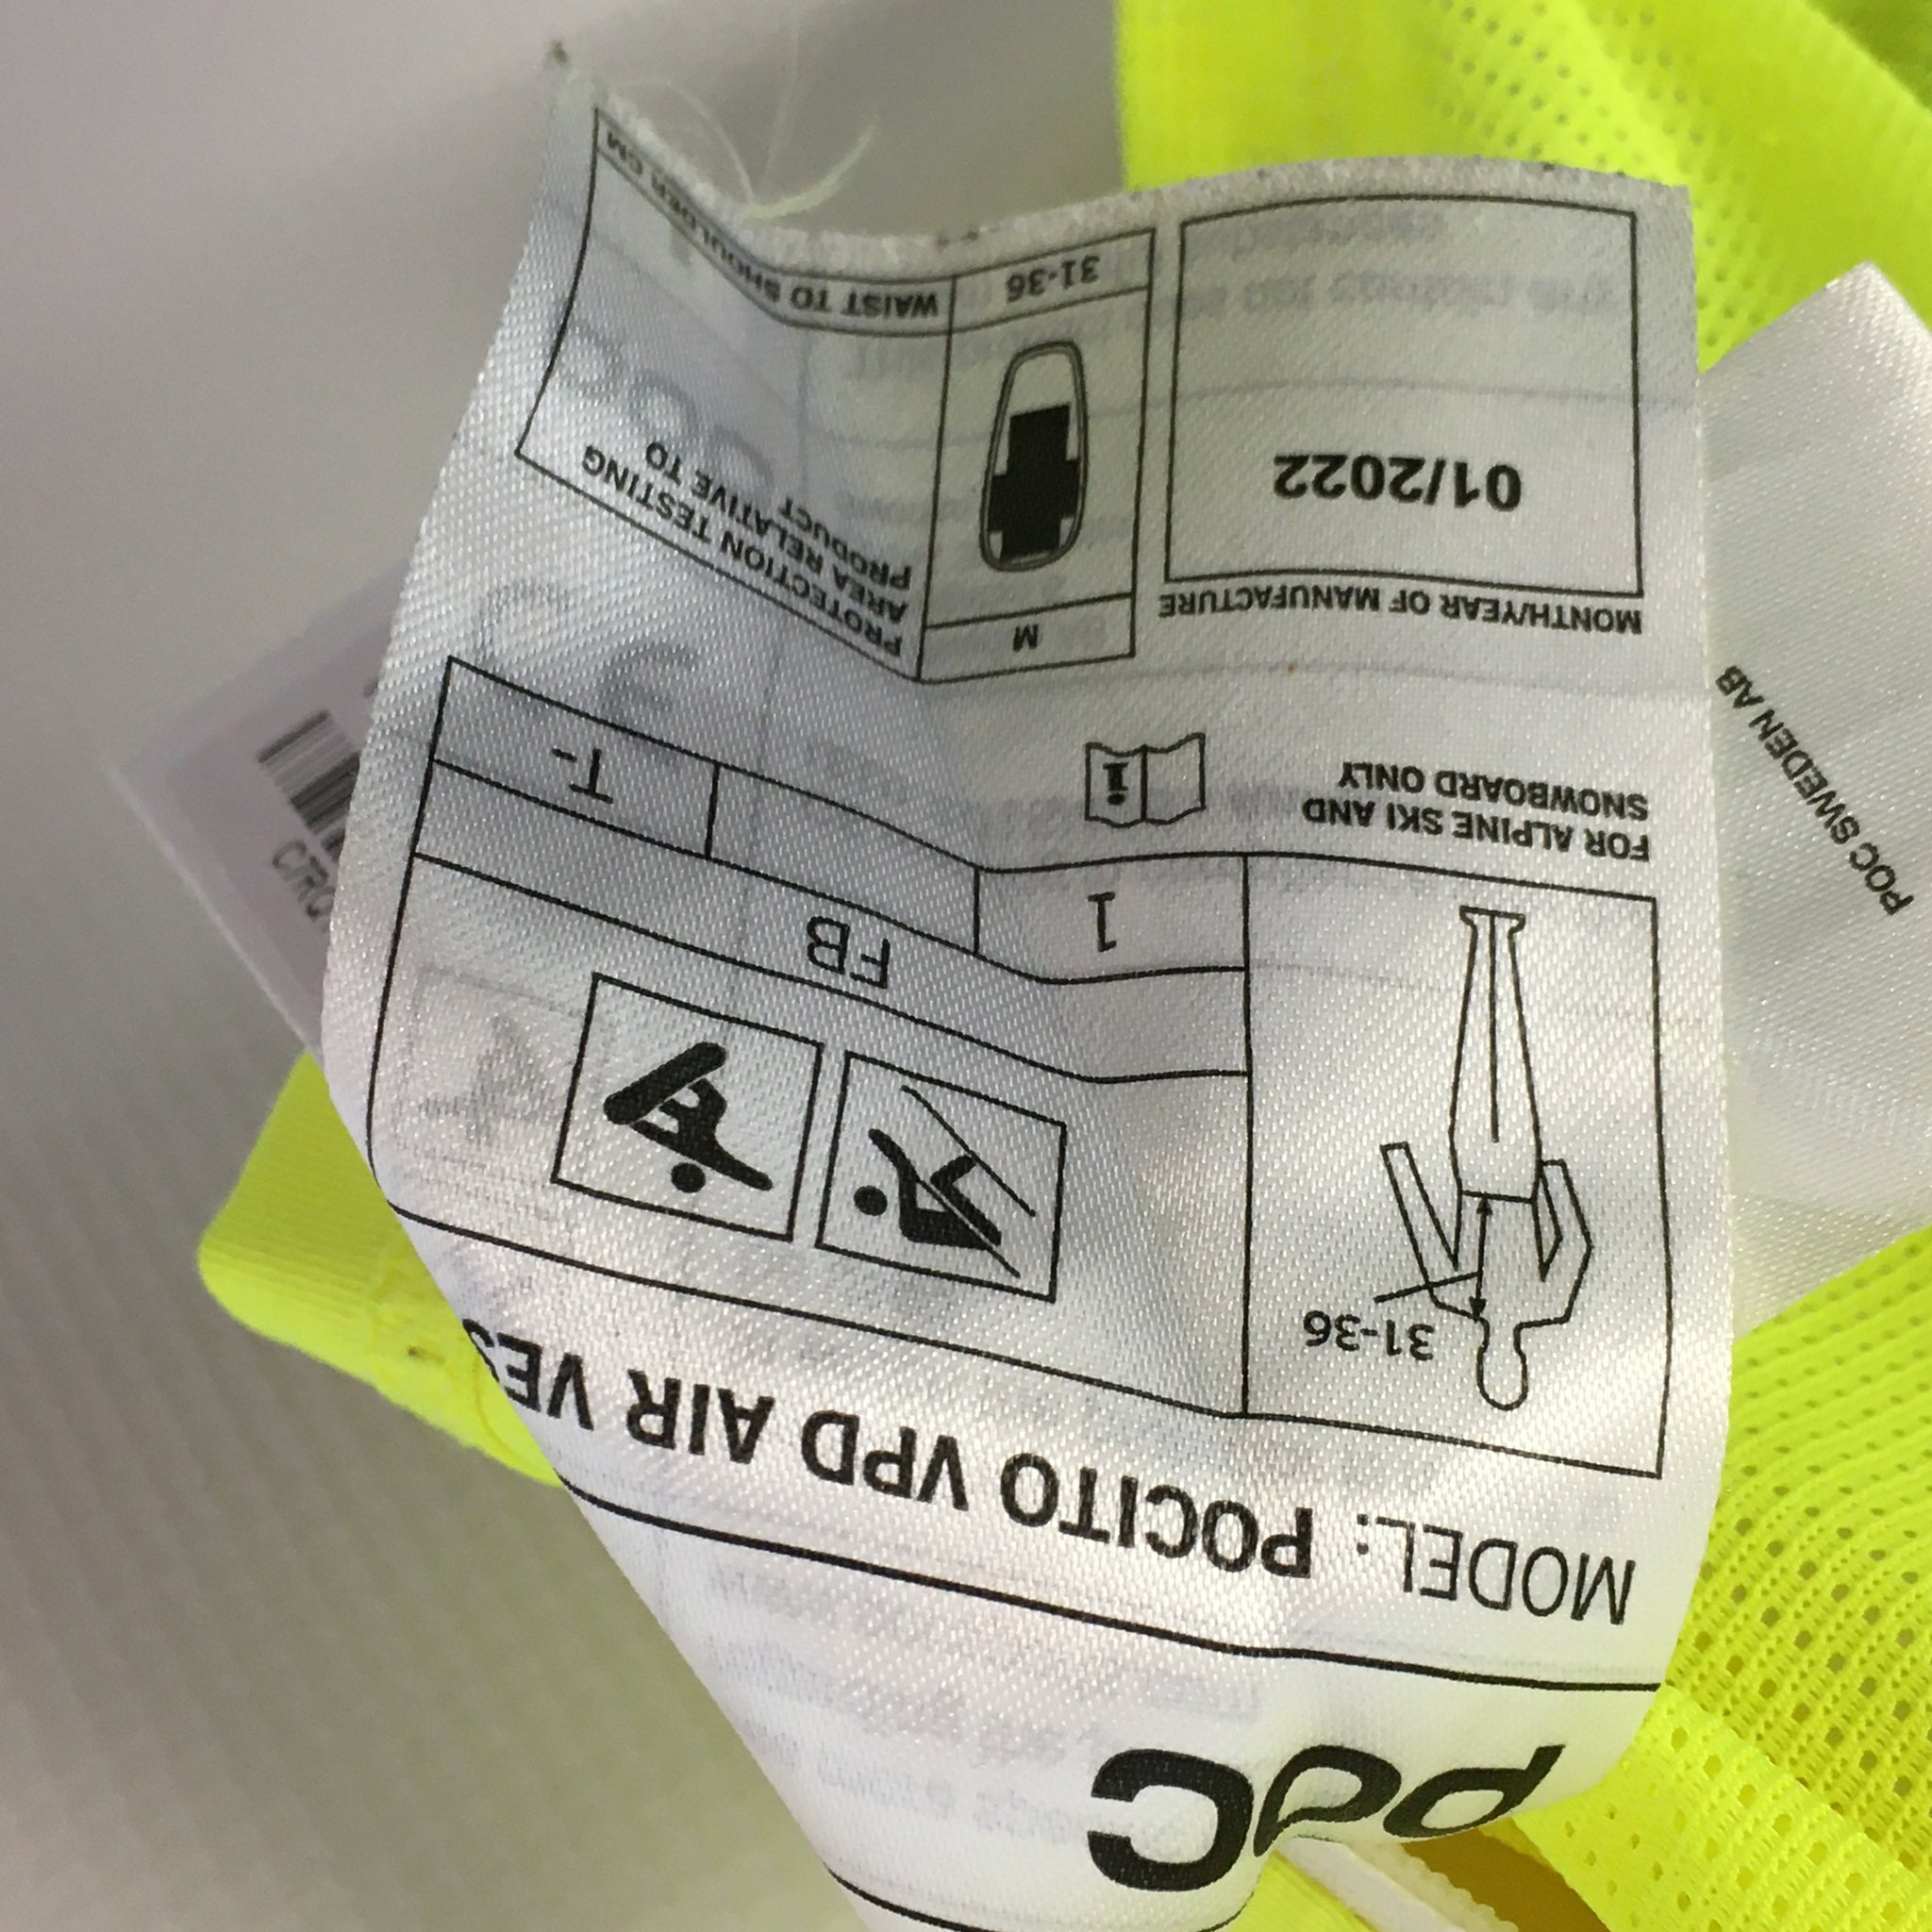 POC
MODEL: POCITO VPD AIR
31-36
FB
1
T-
FOR ALPINE SKI AND
SNOWBOARD ONLY
i
MONTH/YEAR OF MANUFACTURE
01/2022
M
31-36
PROTECTION TESTING
AREA RELATIVE TO
PRODUCT
WAIST TO SHOULDER CM
POC SWEDEN AB